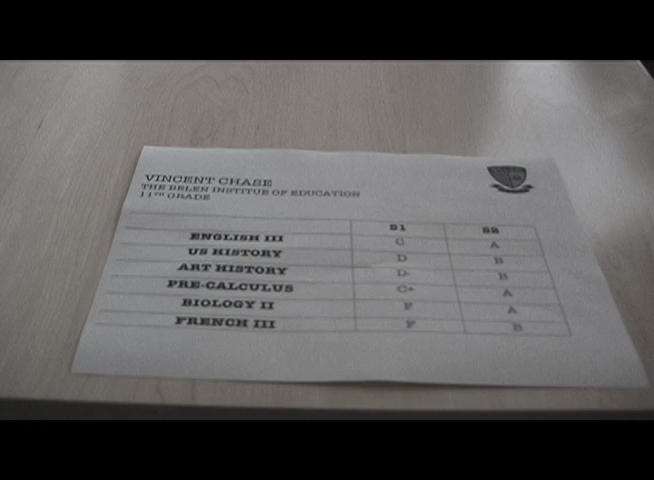 VINCENT CHASE
THE BELEN INSTITUE OF EDUCATION
11TH GRADE
S1 S2
ENGLISH III C A
US HISTORY D B
ART HISTORY D- B
PRE-CALCULUS C+ A
BIOLOGY II F A
FRENCH III F B